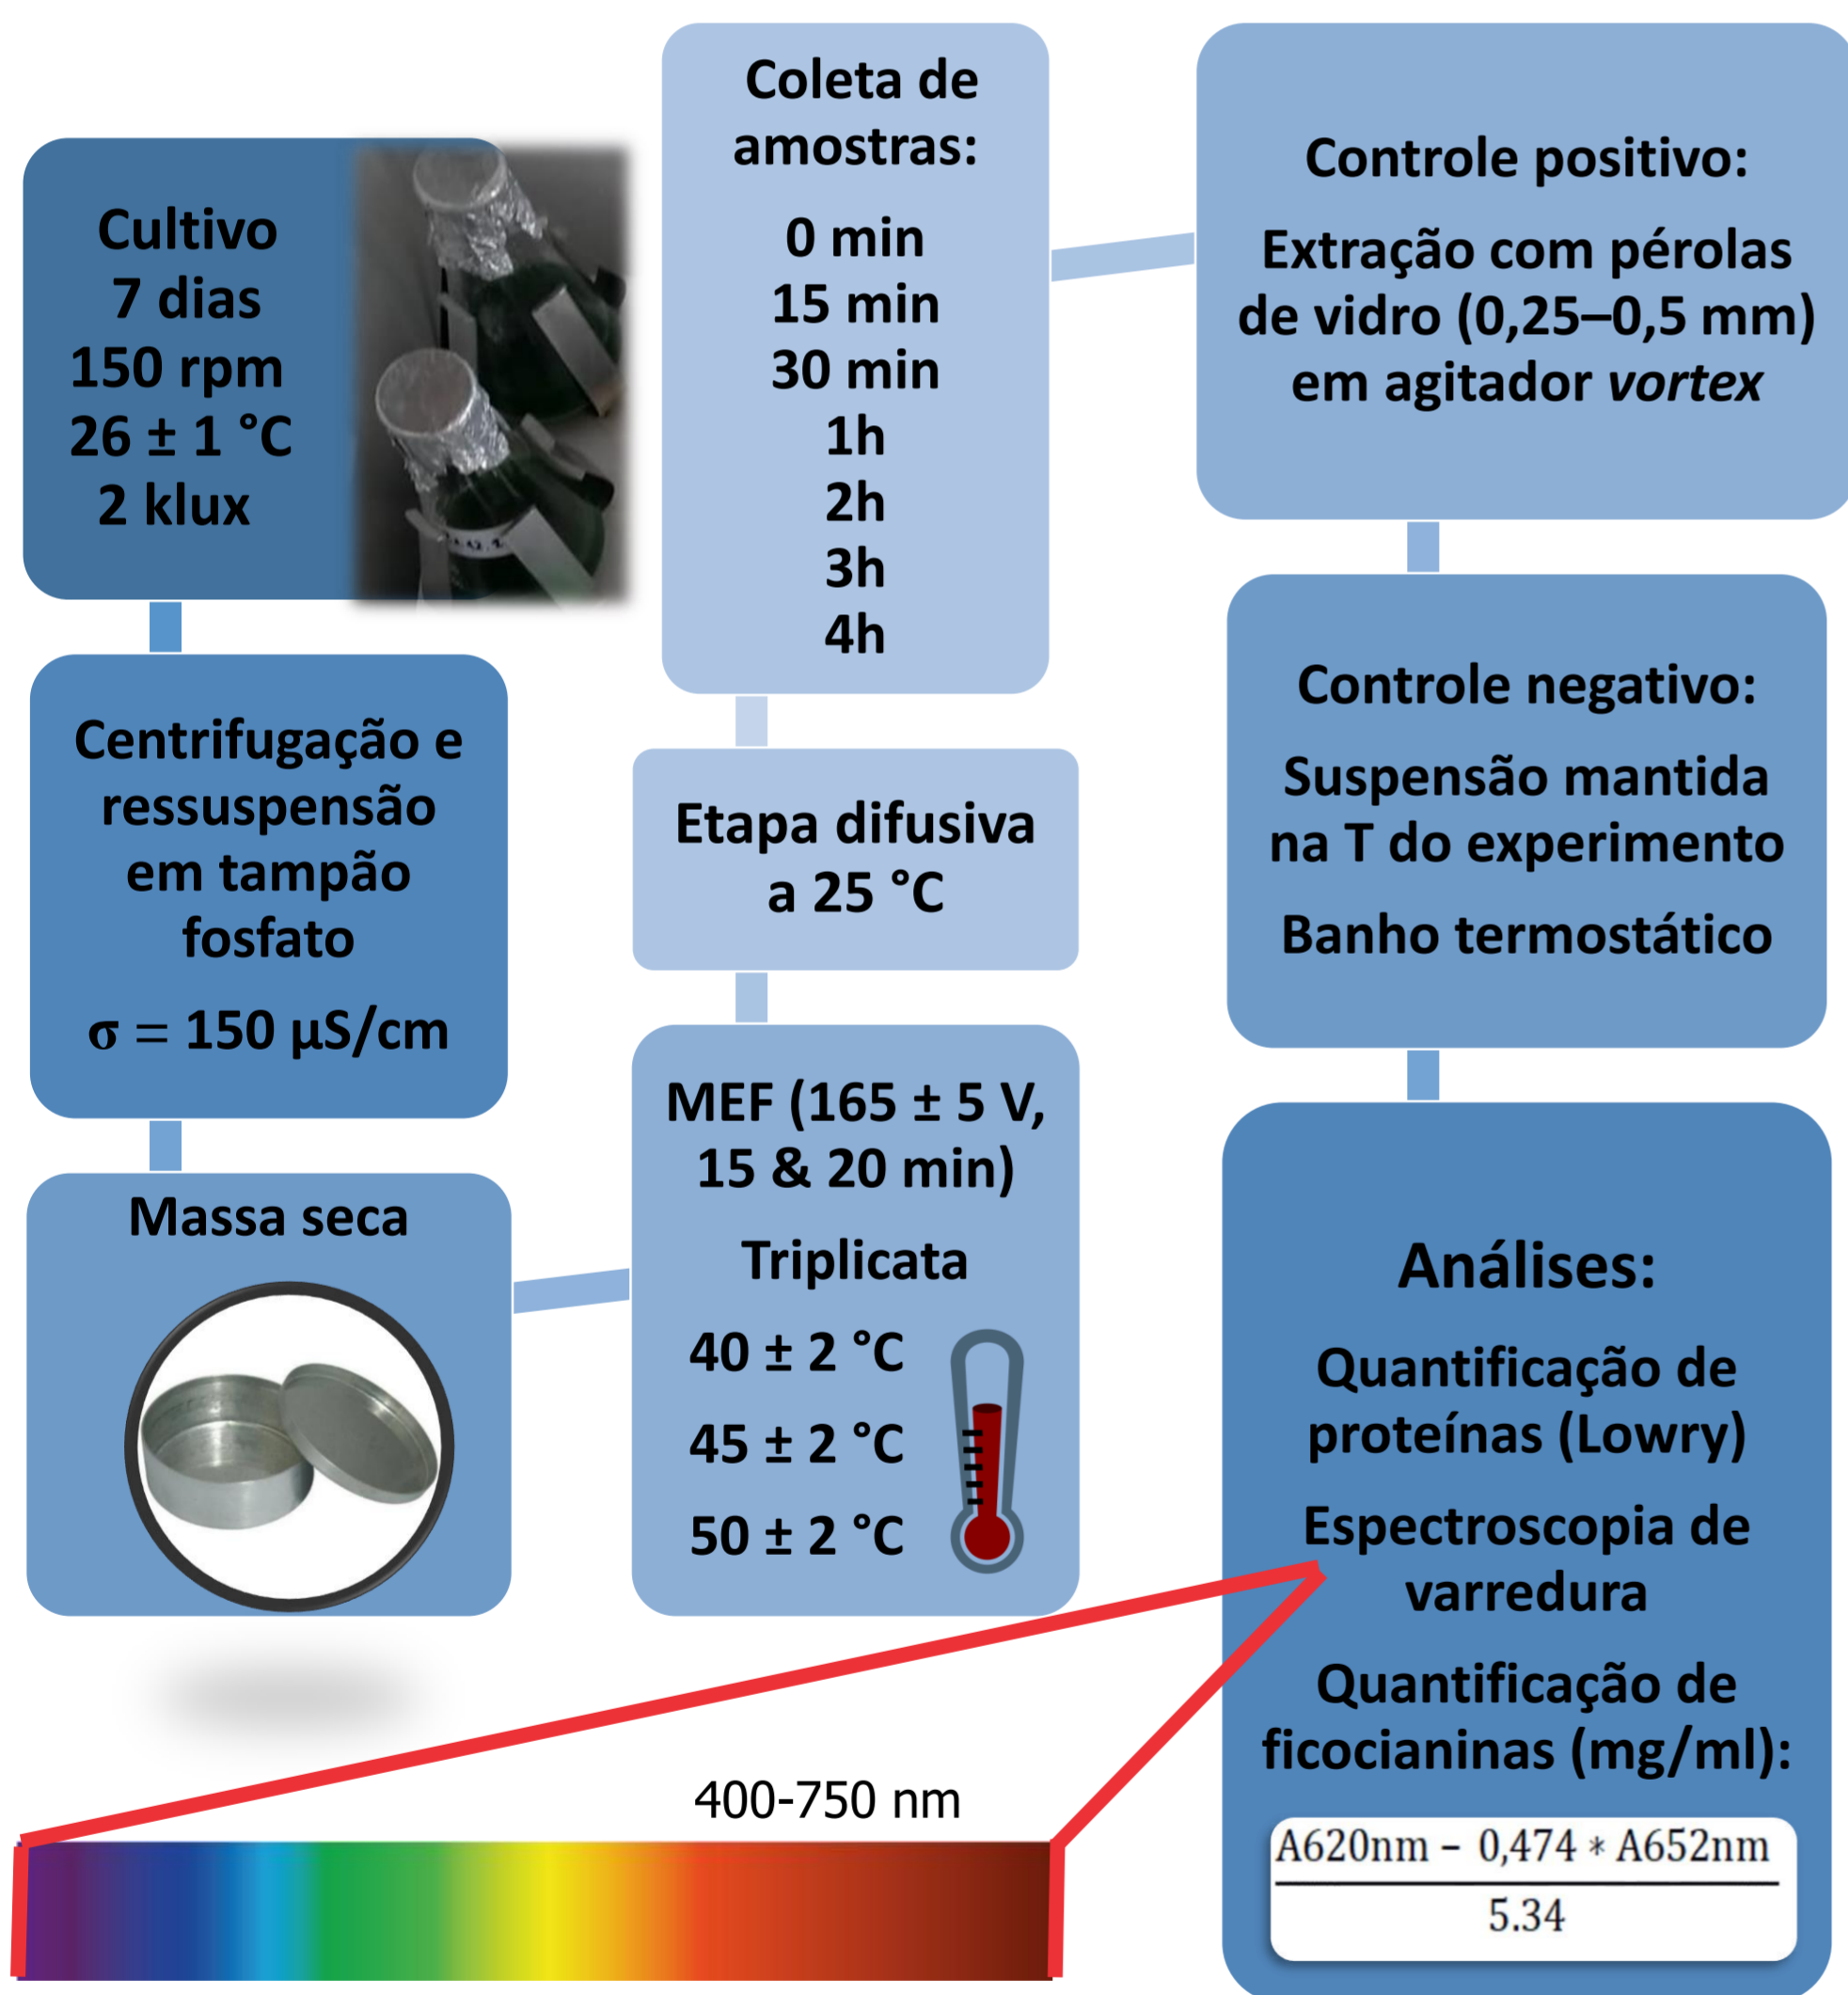 Cultivo
7 dias
150 rpm
26 ± 1 °C
2 klux
Centrifugação e
ressuspensão
em tampão
fosfato
σ = 150 µS/cm
Massa seca
MEF (165 ± 5 V,
15 & 20 min)
Triplicata
40 ± 2 °C
45 ± 2 °C
50 ± 2 °C
Etapa difusiva
a 25 °C
Coleta de
amostras:
0 min
15 min
30 min
1h
2h
3h
4h
Controle positivo:
Extração com pérolas
de vidro (0,25–0,5 mm)
em agitador vortex
Controle negativo:
Suspensão mantida
na T do experimento
Banho termostático
Análises:
Quantificação de
proteínas (Lowry)
Espectroscopia de
varredura
Quantificação de
ficocianinas (mg/ml):
A620nm – 0,474 * A652nm
5.34
400-750 nm